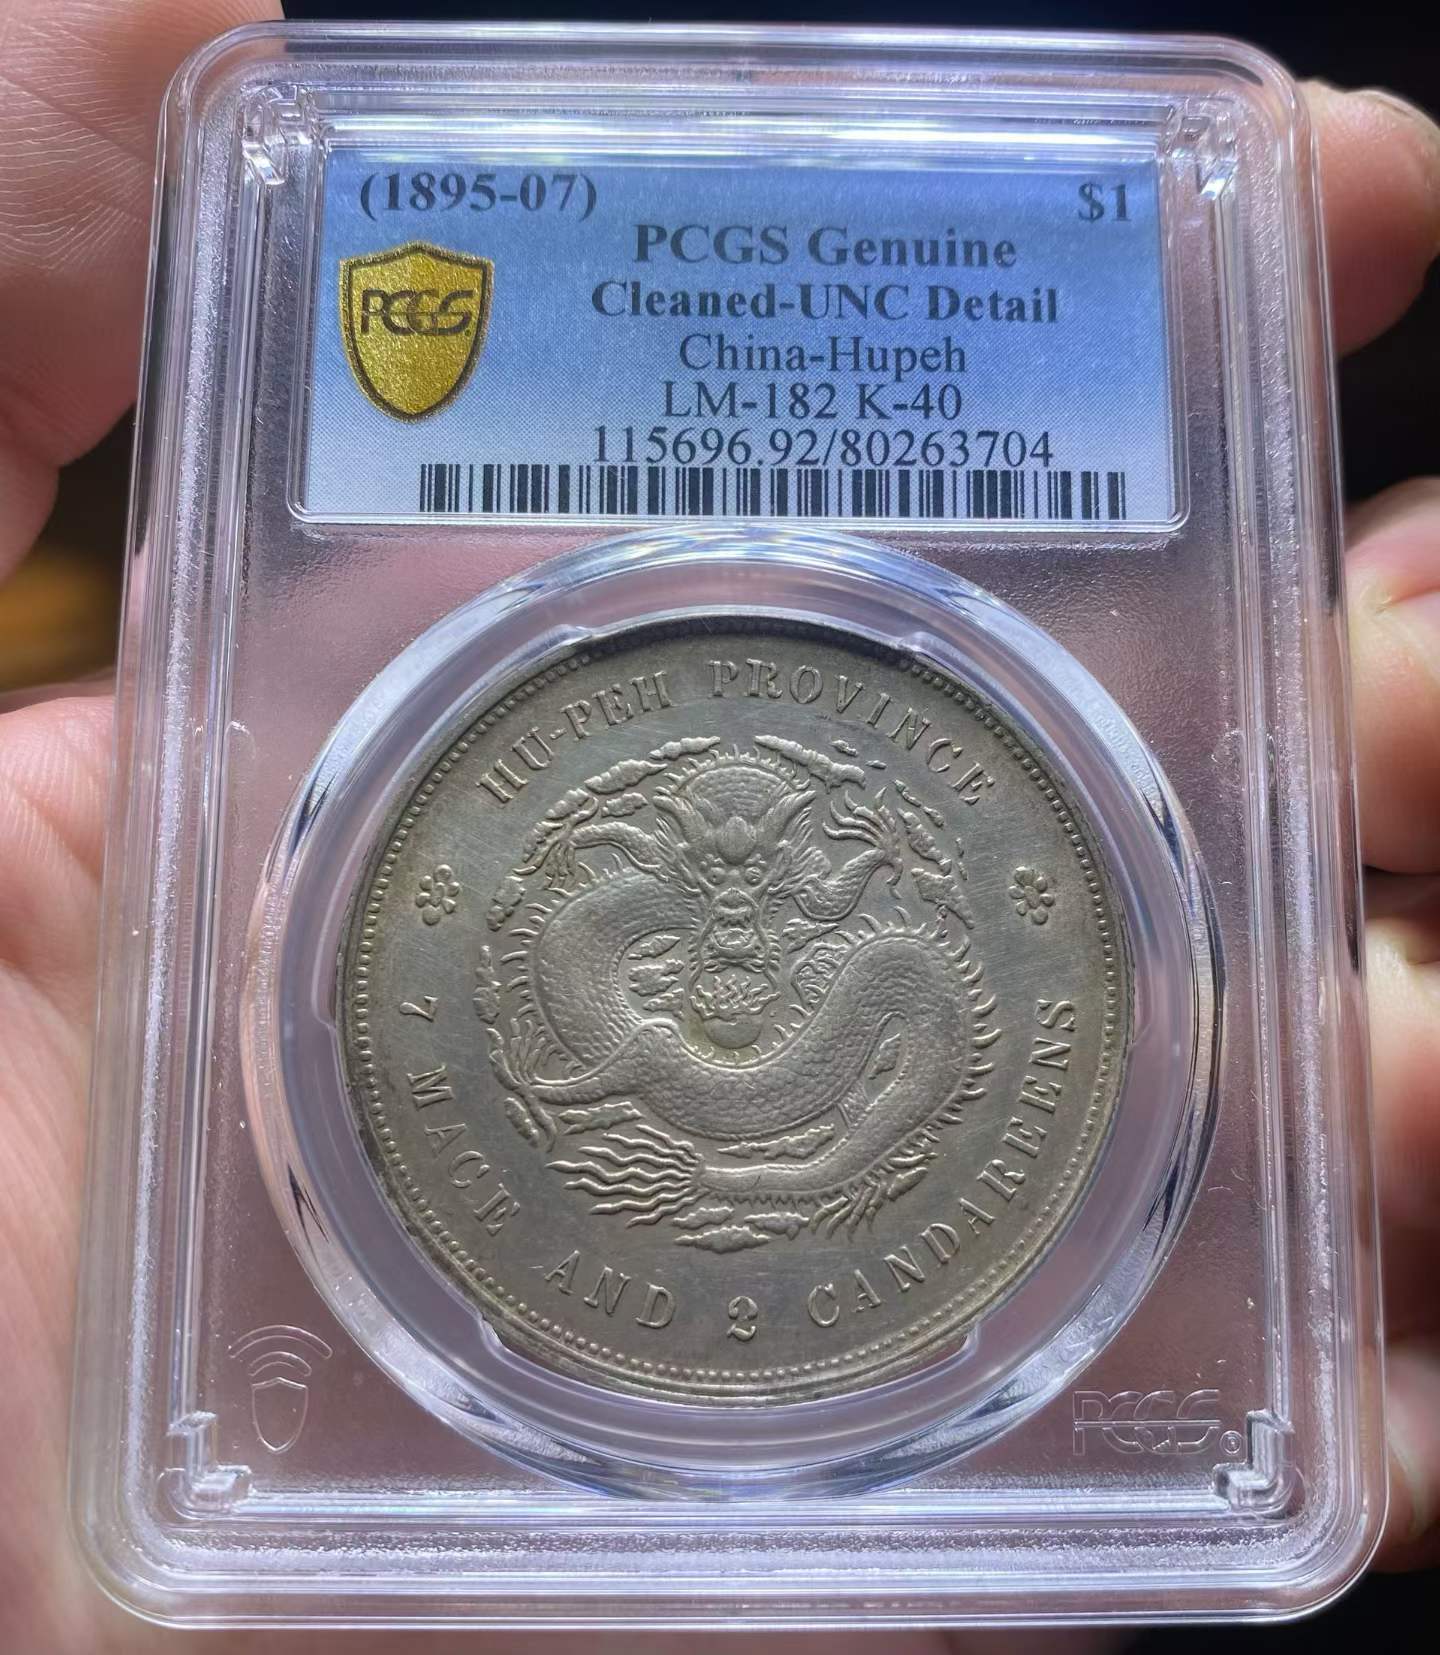 (1895-07) $1
PCGS Genuine
Cleaned-UNC Detail
China-Hupeh
LM-182 K-40
115696.92/80263704
PCGS
HU-PEH PROVINCE
7 MACE AND 2 CANDAREENS
PCGS®